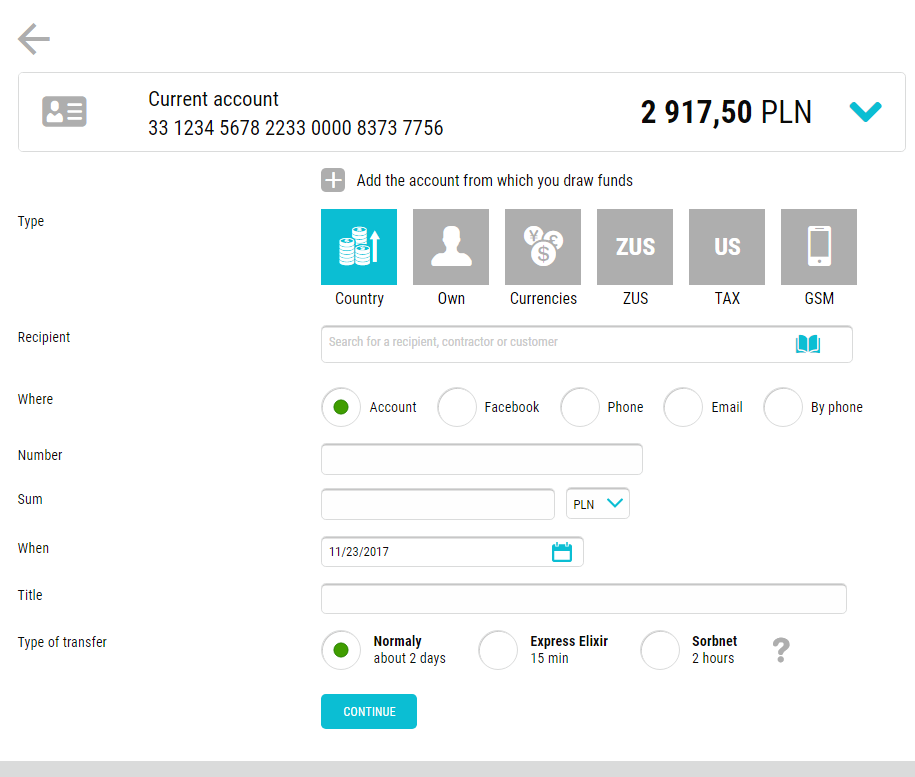 Current account
33 1234 5678 2233 0000 8373 7756
2 917,50 PLN
Add the account from which you draw funds
Type
ZUS
US
Country
Own
Currencies
ZUS
TAX
GSM
Recipient
Search for a recipient, contractor or customer
Where
Account
Facebook
Phone
Email
By phone
Number
Sum
PLN
When
11/23/2017
Title
Type of transfer
Normaly
about 2 days
Express Elixir
15 min
Sorbnet
2 hours
?
CONTINUE